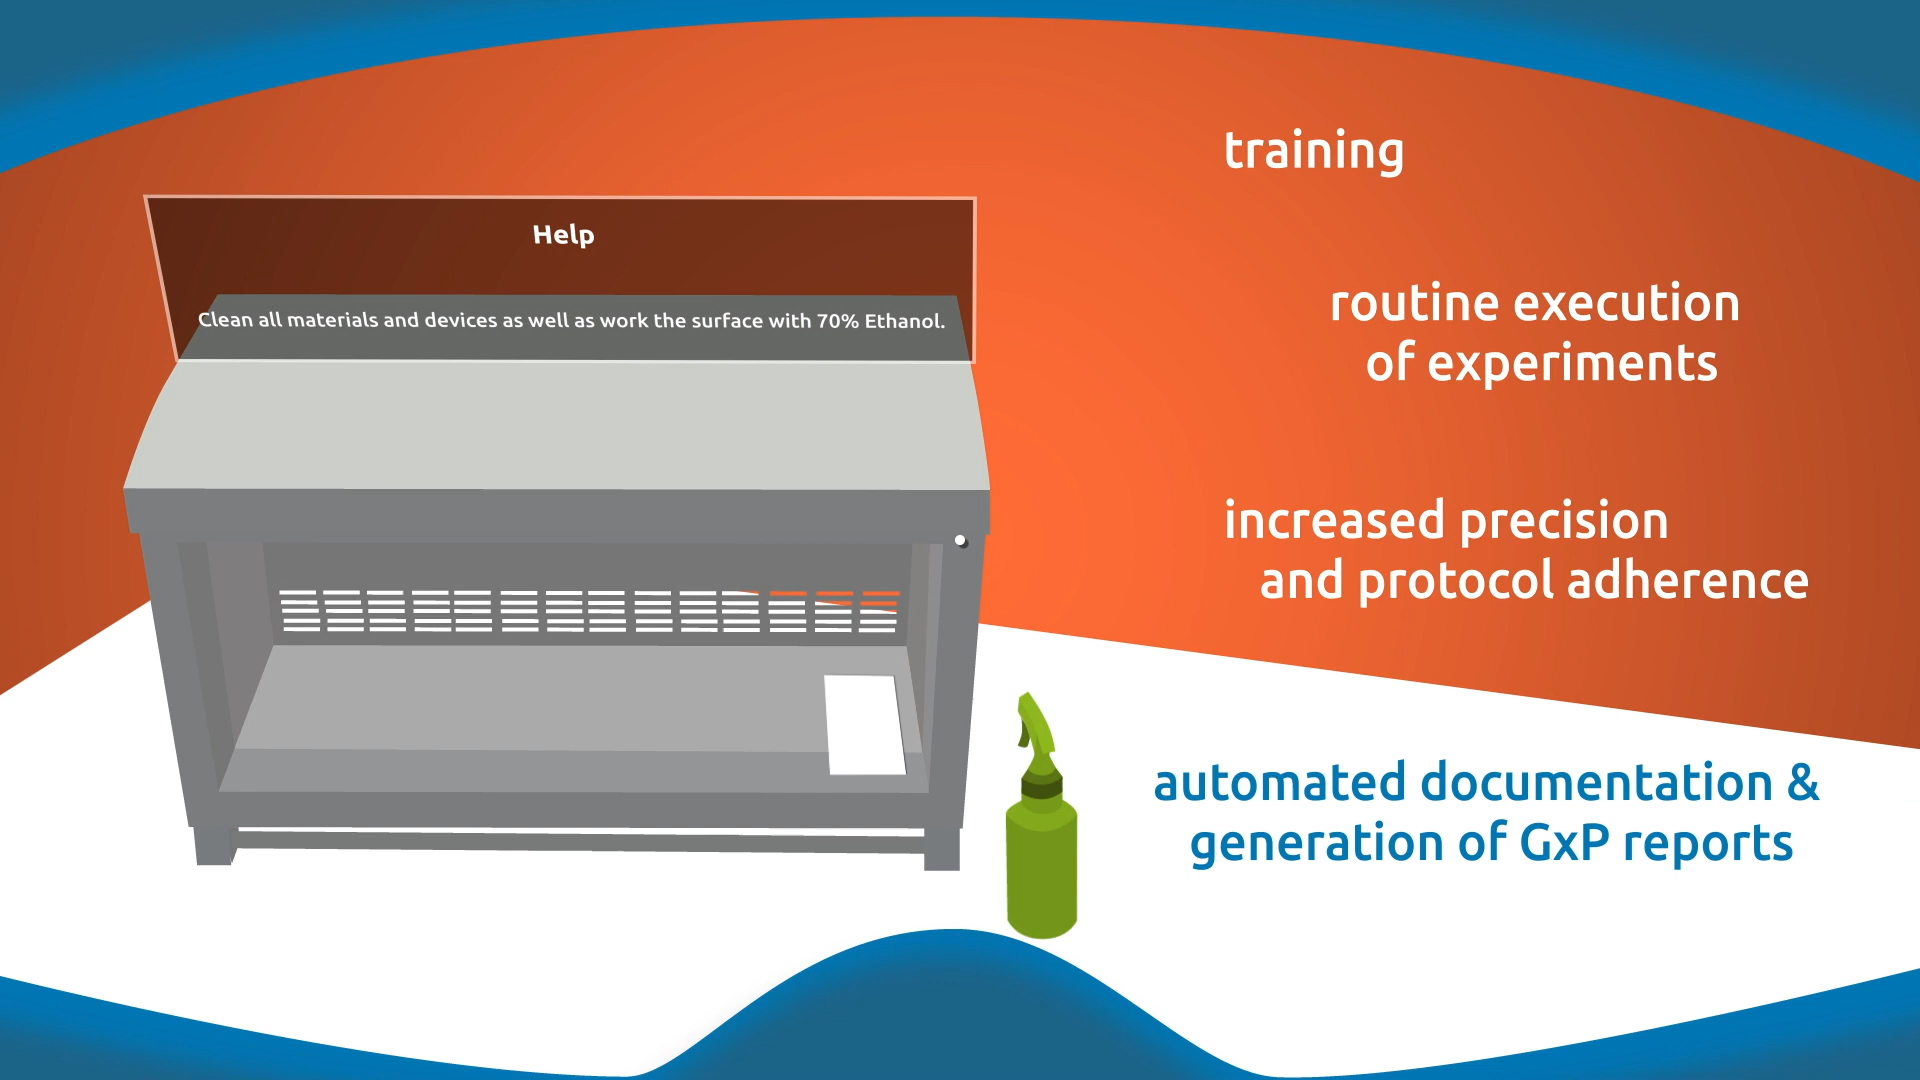 Help
Clean all materials and devices as well as work the surface with 70% Ethanol.
training
routine execution
of experiments
increased precision
and protocol adherence
automated documentation &
generation of GxP reports